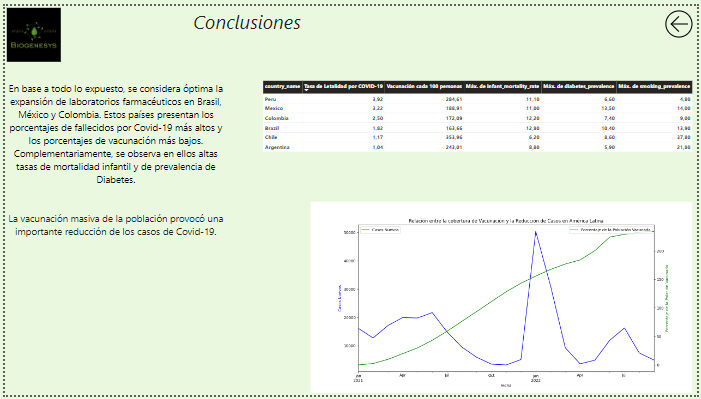 Conclusiones
BIOGENESYS
En base a todo lo expuesto, se considera óptima la
expansión de laboratorios farmacéuticos en Brasil,
México y Colombia. Estos países presentan los
porcentajes de fallecidos por Covid-19 más altos y
los porcentajes de vacunación más bajos.
Complementariamente, se observa en ellos altas
tasas de mortalidad infantil y de prevalencia de
Diabetes.
La vacunación masiva de la población provocó una
importante reducción de los casos de Covid-19.
country_name Tasa de Letalidad por COVID-19 Vacunación cada 100 personas Máx. de infant_mortality_rate Máx. de diabetes_prevalence Máx. de smoking_prevalence
Peru 3,92 284,61 11,10 6,60 4,80
Mexico 3,22 188,91 11,00 13,50 14,00
Colombia 2,50 172,09 12,20 7,40 9,00
Brazil 1,82 163,66 12,80 10,40 13,90
Chile 1,17 353,96 6,20 8,60 37,80
Argentina 1,04 243,01 8,80 5,90 21,80
Relación entre la cobertura de Vacunación y la Reducción de Casos en América Latina
Casos Nuevos
Porcentaje de la Población Vacunada
50000
40000
30000
20000
10000
Casos Nuevos
200
150
100
50
0
Jan
2021
Apr
Jul
Oct
Jan
2022
Apr
Jul
Fecha